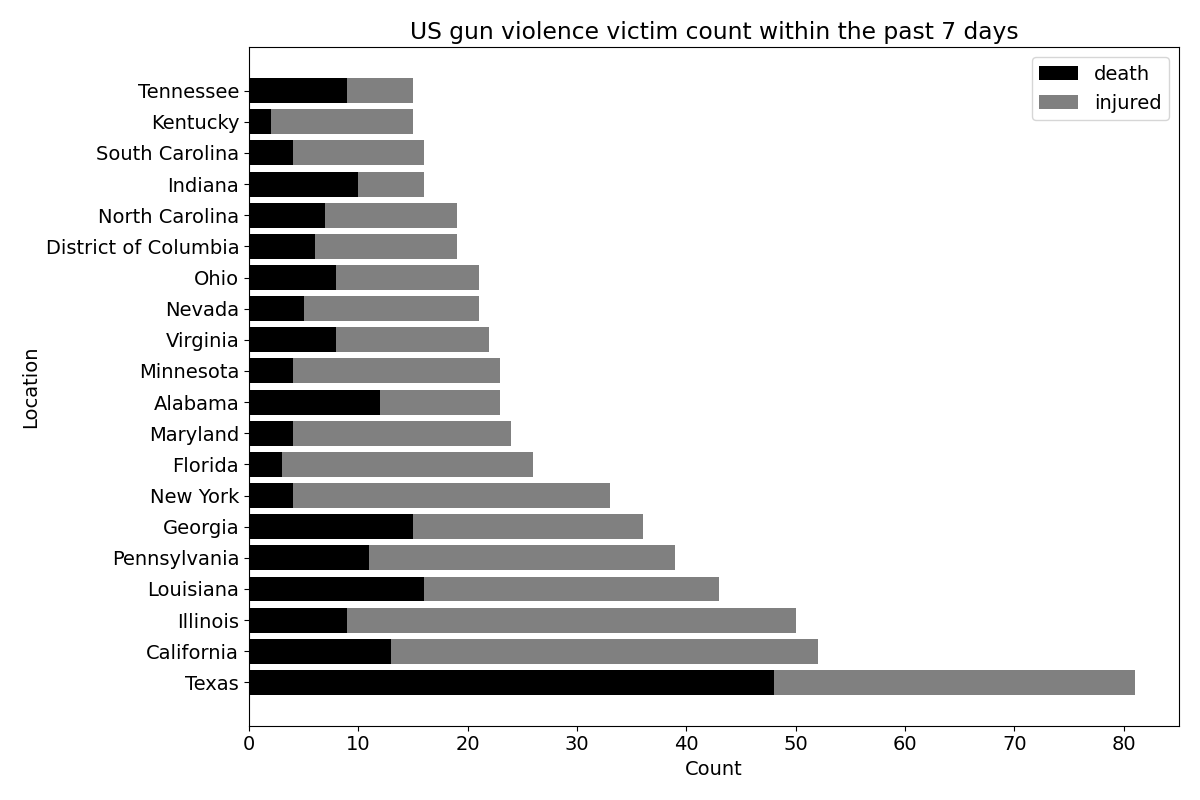 US gun violence victim count within the past 7 days
death
injured
Tennessee
Kentucky
South Carolina
Indiana
North Carolina
District of Columbia
Ohio
Nevada
Virginia
Minnesota
Alabama
Maryland
Florida
New York
Georgia
Pennsylvania
Louisiana
Illinois
California
Texas
Location
0 10 20 30 40 50 60 70 80
Count